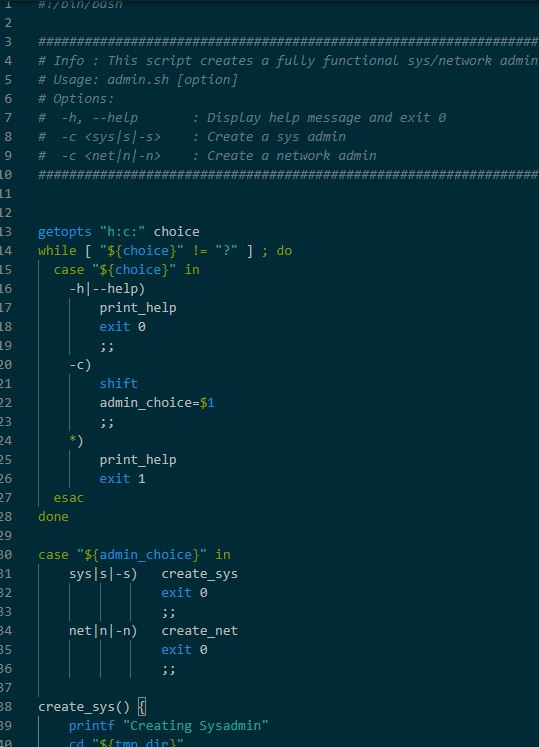 1 #!/bin/bash
2
3 #################################################################
4 # Info : This script creates a fully functional sys/network admin
5 # Usage: admin.sh [option]
6 # Options:
7 #  -h, --help       : Display help message and exit 0
8 #  -c <sys|s|-s>    : Create a sys admin
9 #  -c <net|n|-n>    : Create a network admin
10 #################################################################
11
12
13 getopts "h:c:" choice
14 while [ "${choice}" != "?" ] ; do
15   case "${choice}" in
16     -h|--help)
17         print_help
18         exit 0
19         ;;
20     -c)
21         shift
22         admin_choice=$1
23         ;;
24     *)
25         print_help
26         exit 1
27   esac
28 done
29
30 case "${admin_choice}" in
31     sys|s|-s)   create_sys
32                 exit 0
33                 ;;
34     net|n|-n)   create_net
35                 exit 0
36                 ;;
37
38 create_sys() {
39     printf "Creating Sysadmin"
40     cd "${tmp_dir}"